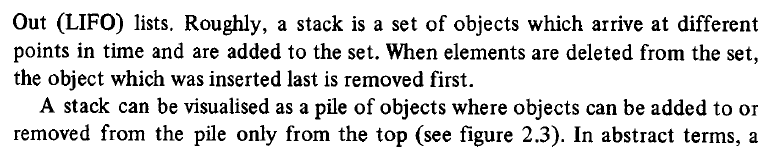 Out (LIFO) lists. Roughly, a stack is a set of objects which arrive at different
points in time and are added to the set. When elements are deleted from the set,
the object which was inserted last is removed first.
A stack can be visualised as a pile of objects where objects can be added to or
removed from the pile only from the top (see figure 2.3). In abstract terms, a